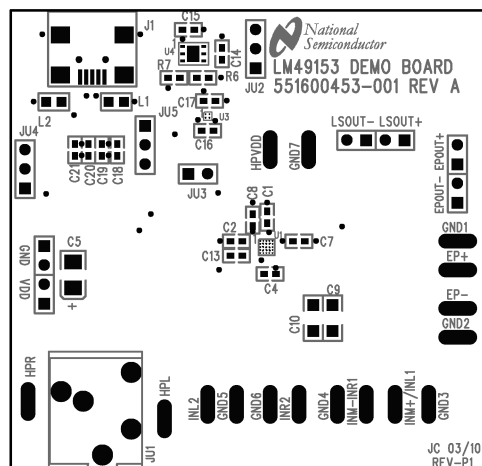 J1
C15
U4
C14
R7
R6
JU2
National
Semiconductor
LM49153 DEMO BOARD
551600453-001 REV A
L2
L1
C17
U3
C16
JU4
JU5
C21
C20
C19
C18
JU3
HPVDD
GND7
LSOUT- LSOUT+
EPOUT- EPOUT+
C8
C1
C2
U1
C7
C13
C4
GND
VDD
C5
+
C9
C10
GND1
EP+
EP-
GND2
HPR
HPL
JU1
INL2
GND5
GND6
INR2
GND4
INM-INR1
INM+/INL1
GND3
JC 03/10
REV-P1